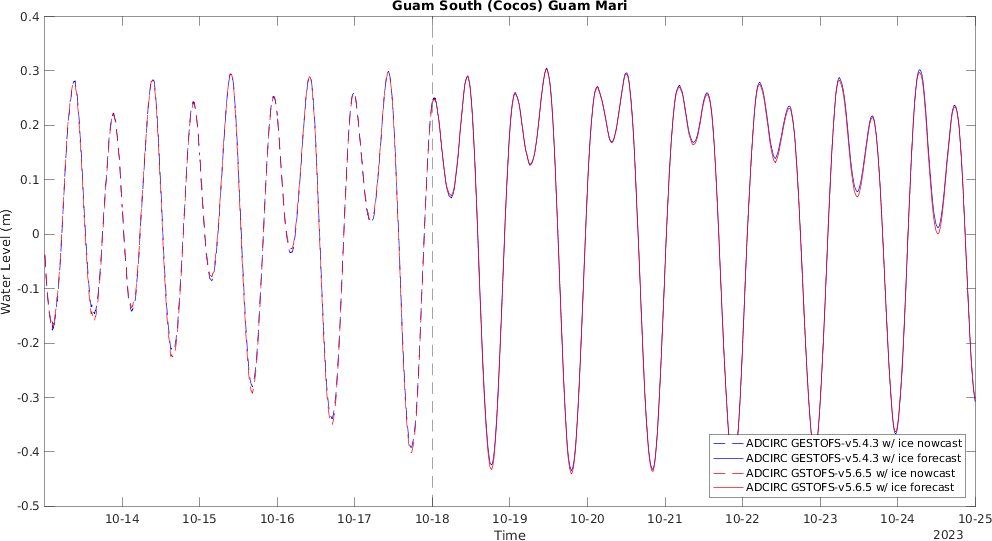 Guam South (Cocos) Guam Mari
0.4
0.3
0.2
0.1
0
-0.1
-0.2
-0.3
-0.4
-0.5
Water Level (m)
ADCIRC GESTOFS-v5.4.3 w/ ice nowcast
ADCIRC GESTOFS-v5.4.3 w/ ice forecast
ADCIRC GSTOFS-v5.6.5 w/ ice nowcast
ADCIRC GSTOFS-v5.6.5 w/ ice forecast
10-14 10-15 10-16 10-17 10-18 10-19 10-20 10-21 10-22 10-23 10-24 10-25
Time
2023